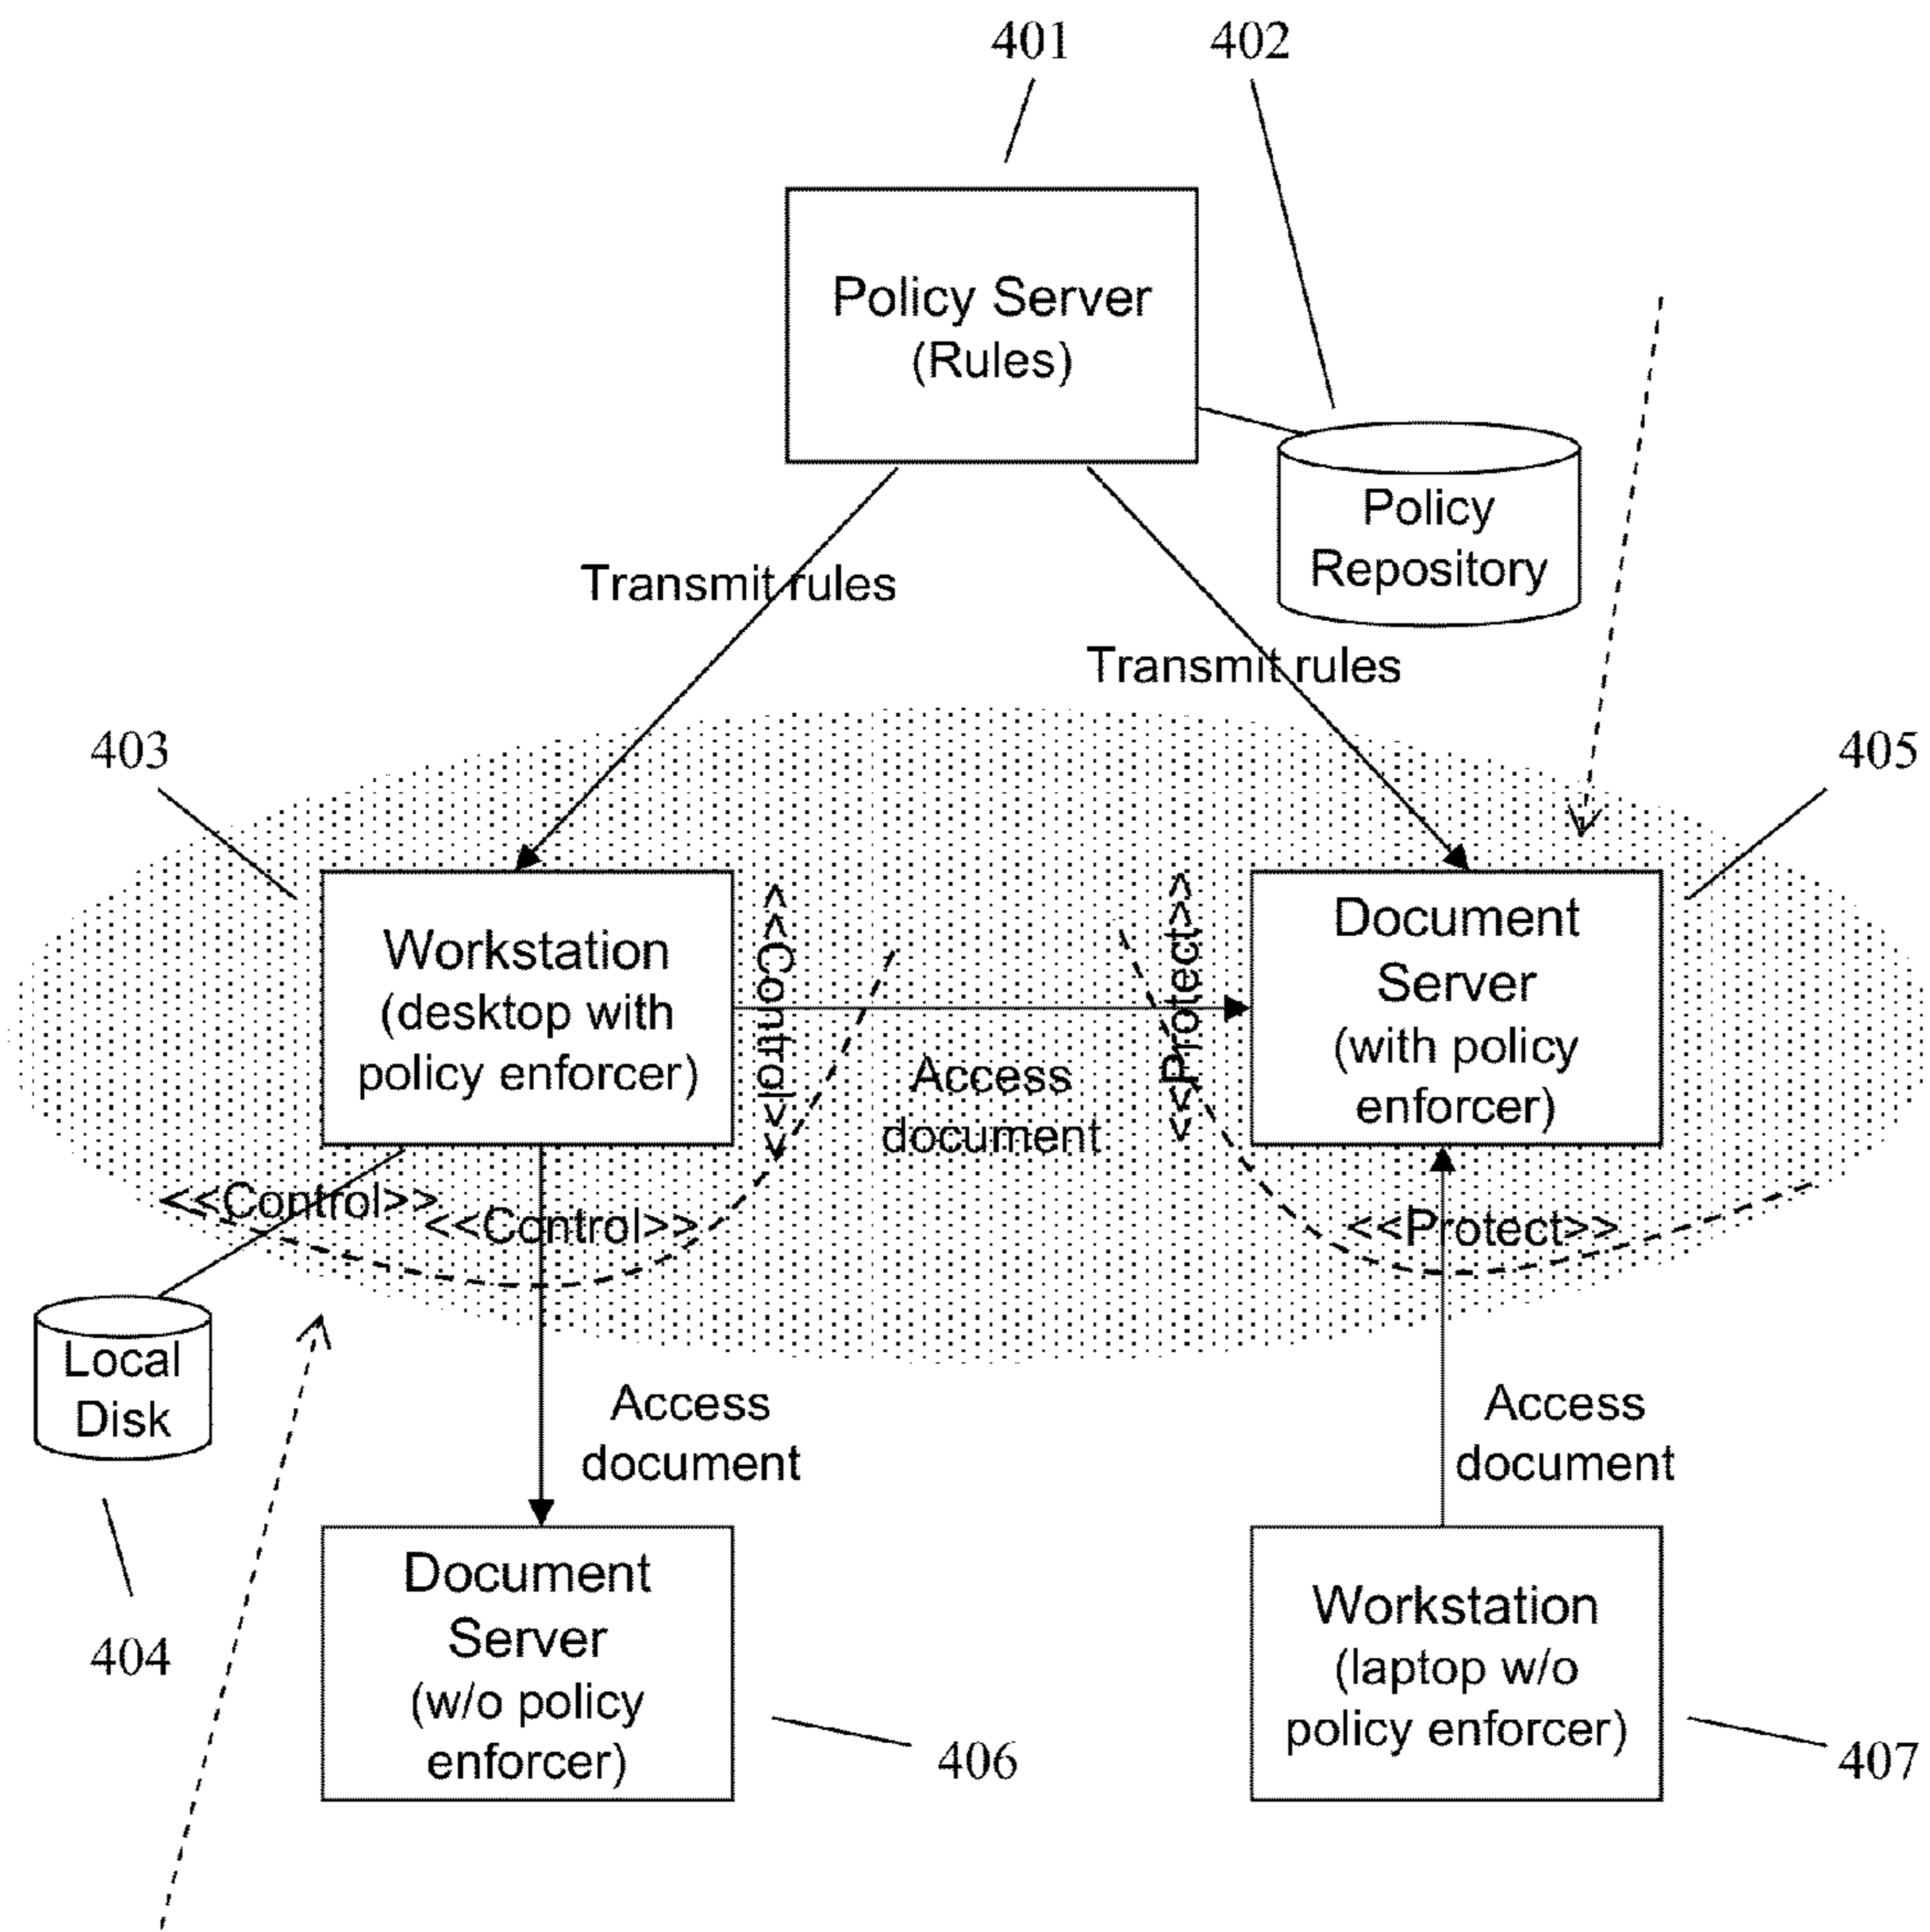 401
402
Policy Server
(Rules)
Policy
Repository
Transmit rules
Transmit rules
403
405
Workstation
(desktop with
policy enforcer)
<<Control>>
Access
document
<<Protect>>
Document
Server
(with policy
enforcer)
<<Control>>
<<Control>>
<<Protect>>
Local
Disk
Access
document
Access
document
404
Document
Server
(w/o policy
enforcer)
406
Workstation
(laptop w/o
policy enforcer)
407